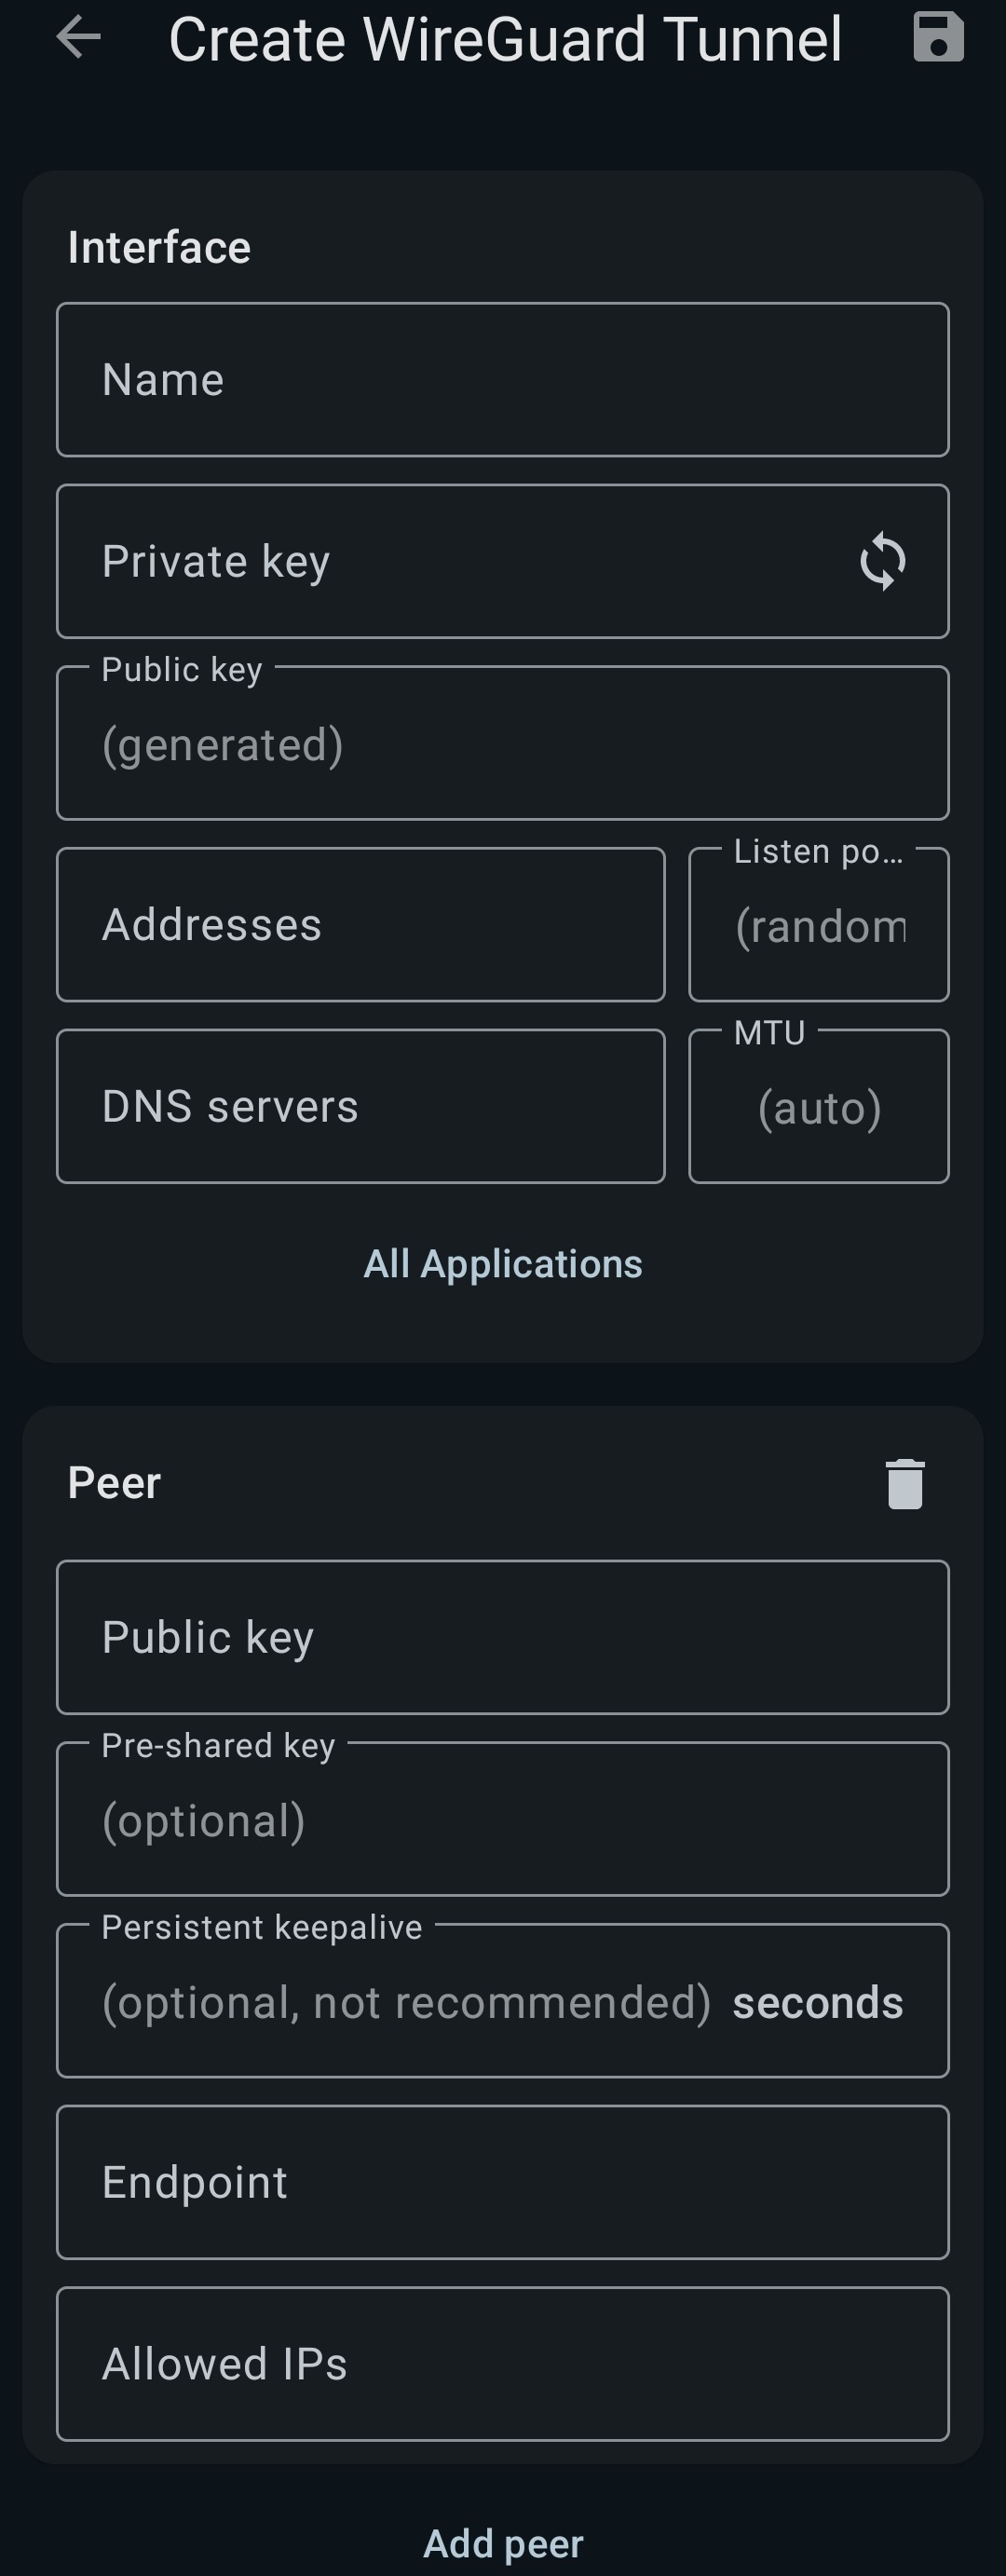 Create WireGuard Tunnel
Interface
Name
Private key
Public key
(generated)
Addresses
Listen po...
(random
DNS servers
MTU
(auto)
All Applications
Peer
Public key
Pre-shared key
(optional)
Persistent keepalive
(optional, not recommended) seconds
Endpoint
Allowed IPs
Add peer